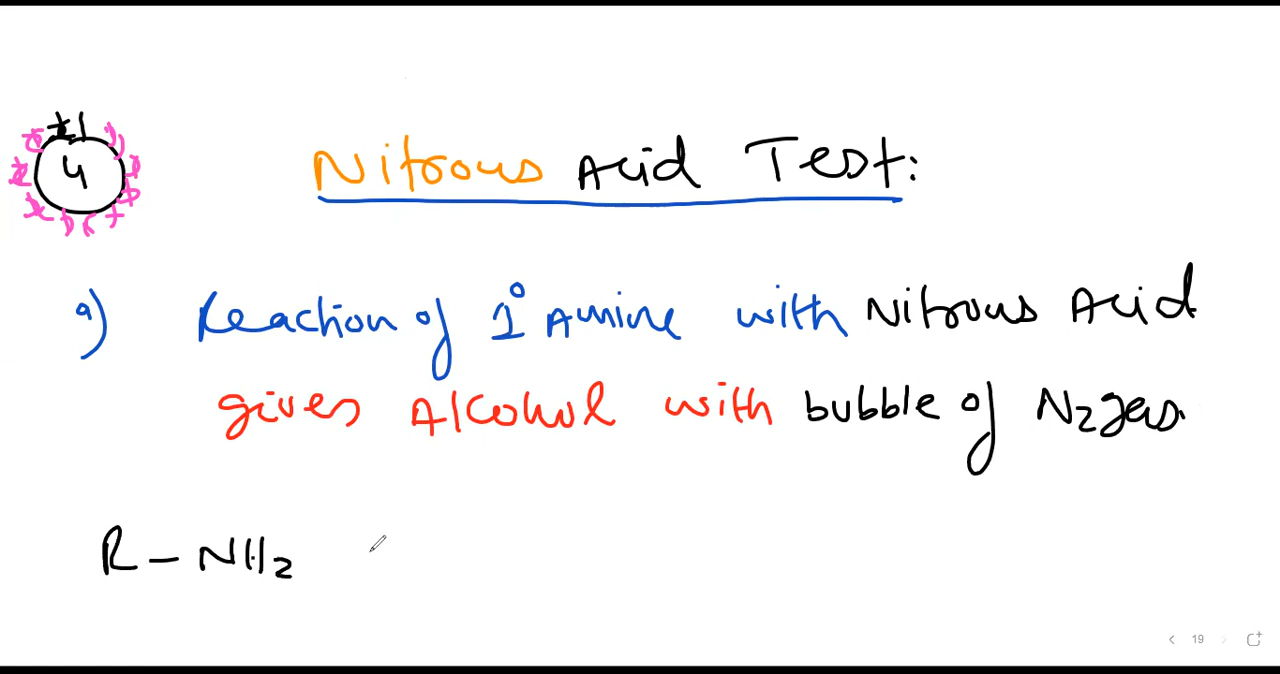 4
Nitrous Acid Test:
a) Reaction of 1° Amine with Nitrous Acid
gives Alcohol with bubble of N2 gas.
R - NH2
19